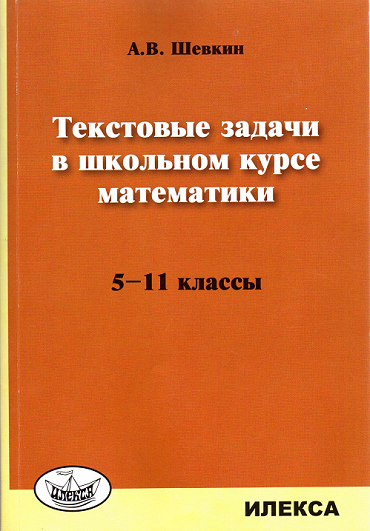 А.В. Шевкин
Текстовые задачи
в школьном курсе
математики
5–11 классы
ИЛЕКСА
ИЛЕКСА